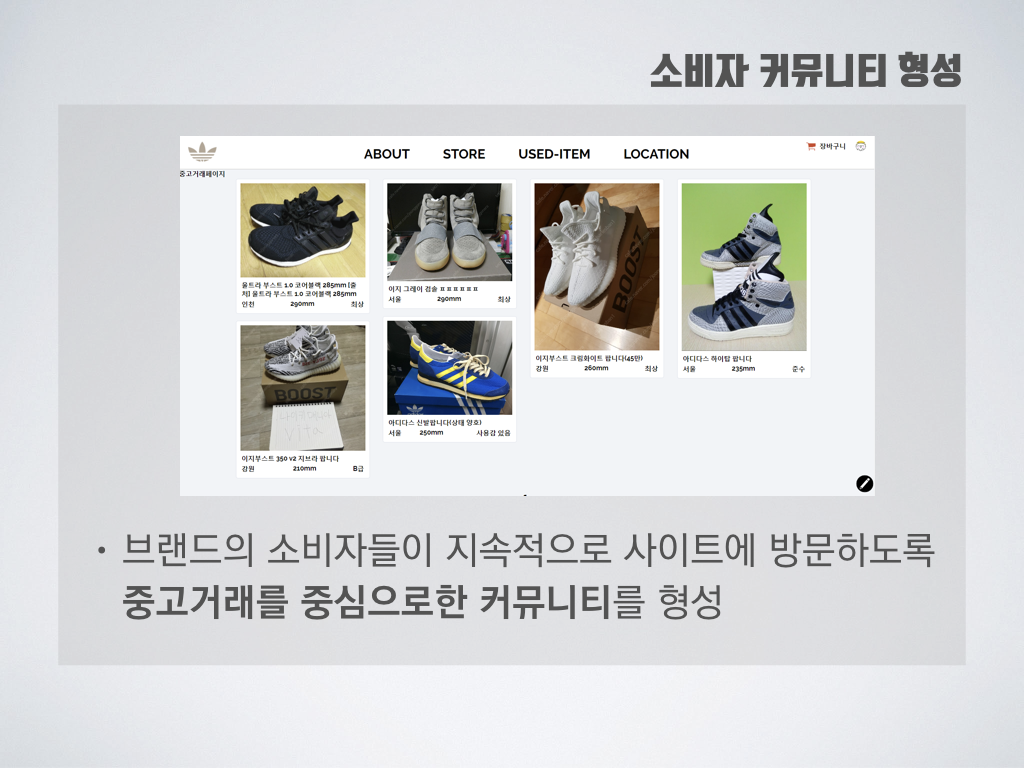 소비자 커뮤니티 형성
ABOUT STORE USED-ITEM LOCATION
장바구니
중고거래페이지
울트라 부스트 1.0 코어블랙 285mm [출
처] 울트라 부스트 1.0 코어블랙 285mm
인천 290mm 최상
이지 그레이 검솔 ㅍㅍㅍㅍㅍㅍ
서울 290mm 최상
이지부스트 크림화이트 팝니다(45만)
강원 260mm 최상
아디다스 하이탑 팝니다
서울 235mm 준수
BOOST
BOOST
vita
이지부스트 350 v2 지브라 팝니다
강원 210mm B급
아디다스 신발팝니다(상태 양호)
서울 250mm 사용감 있음
• 브랜드의 소비자들이 지속적으로 사이트에 방문하도록
중고거래를 중심으로한 커뮤니티를 형성